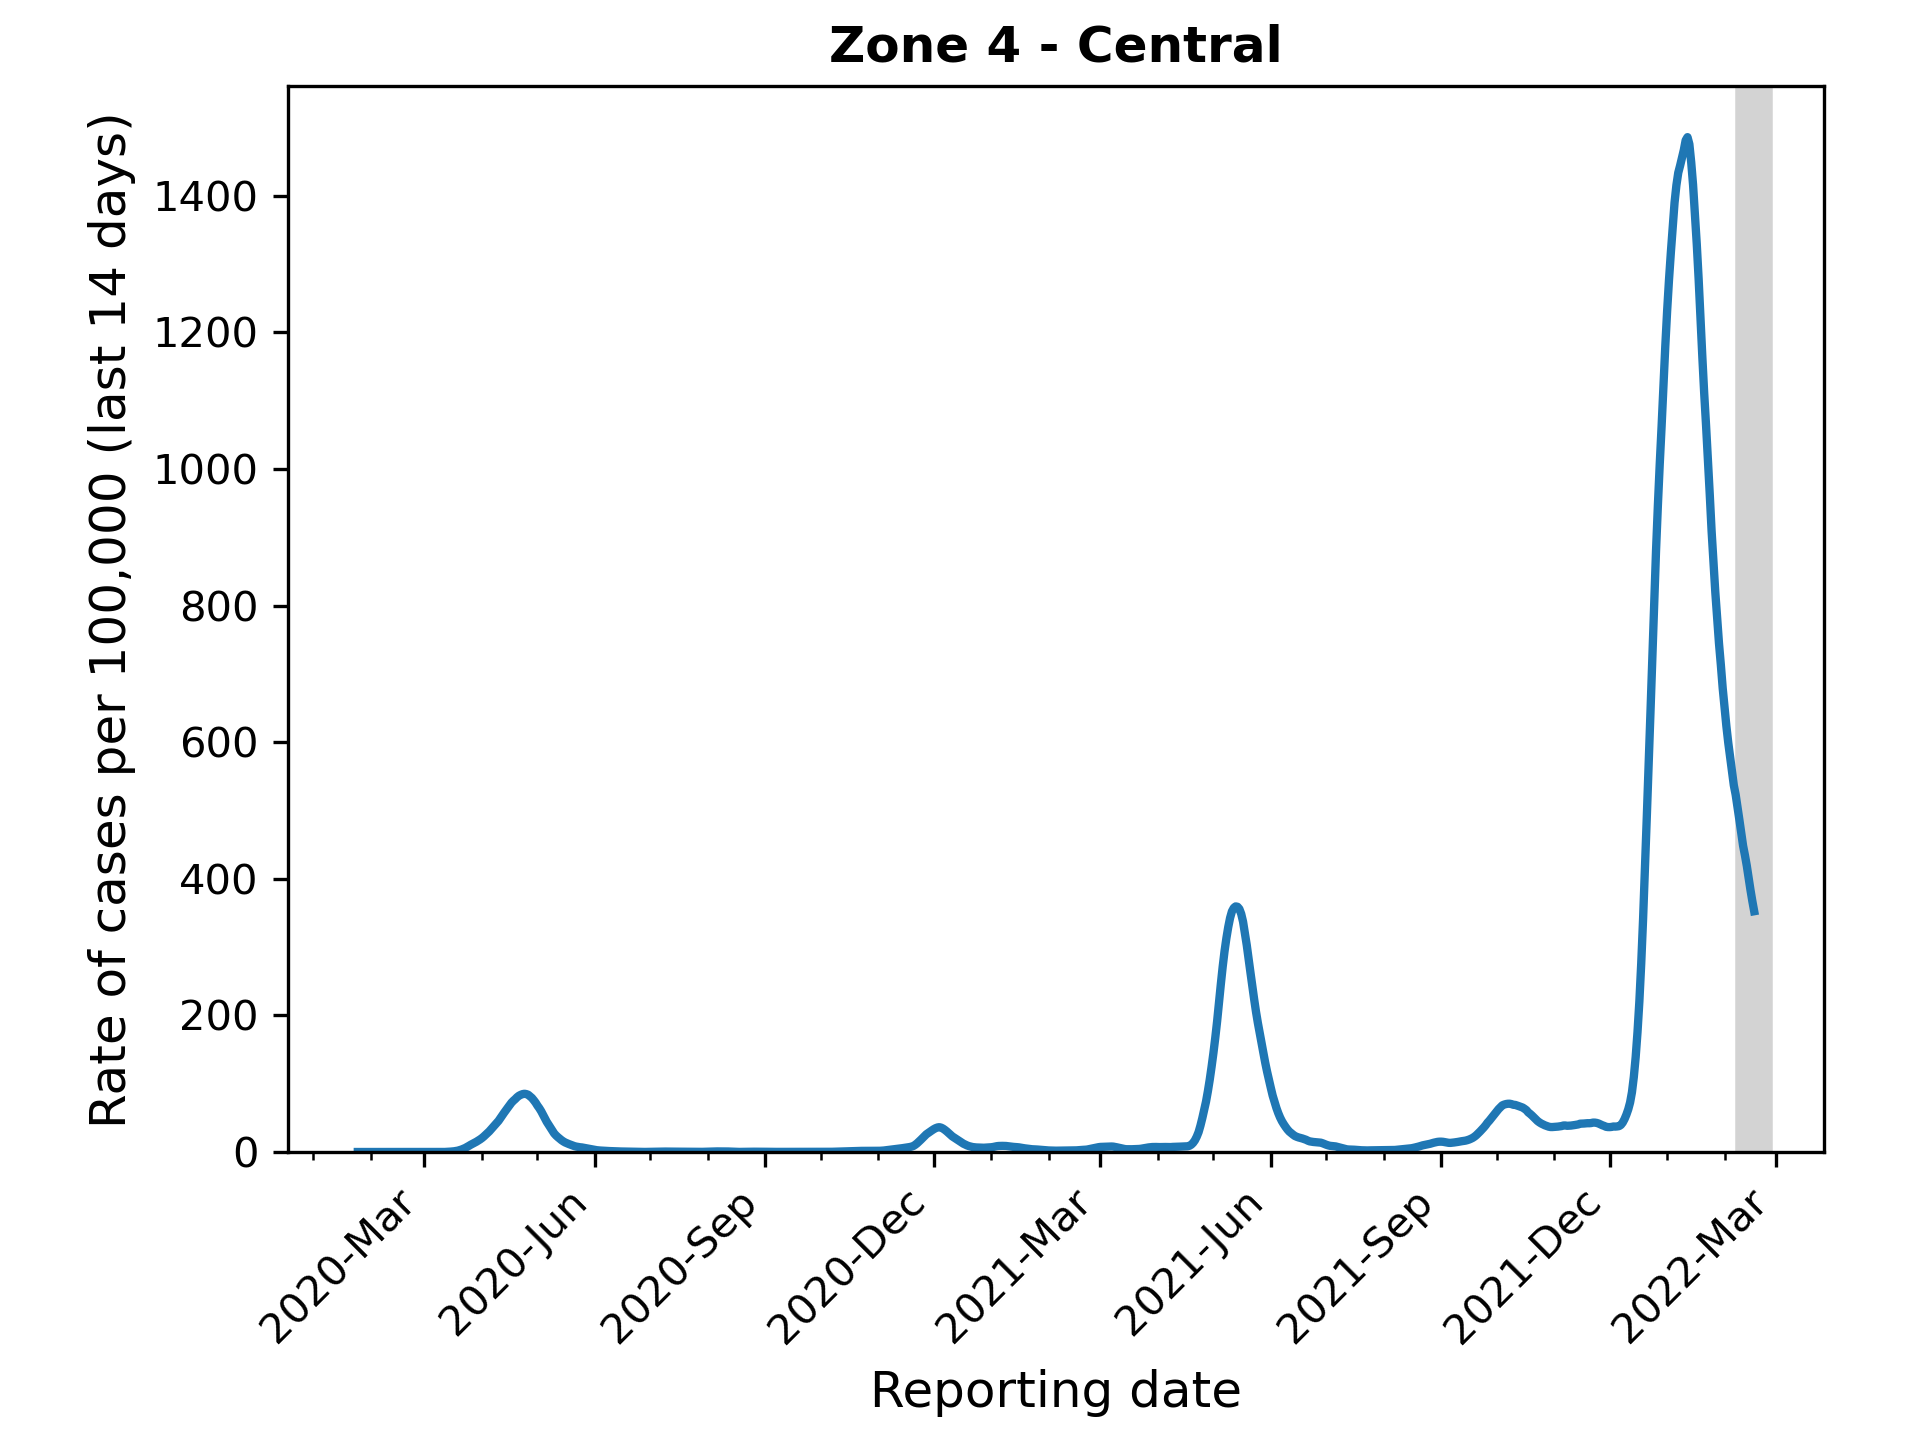 Zone 4 - Central
Rate of cases per 100,000 (last 14 days)
1400
1200
1000
800
600
400
200
0
2020-Mar
2020-Jun
2020-Sep
2020-Dec
2021-Mar
2021-Jun
2021-Sep
2021-Dec
2022-Mar
Reporting date